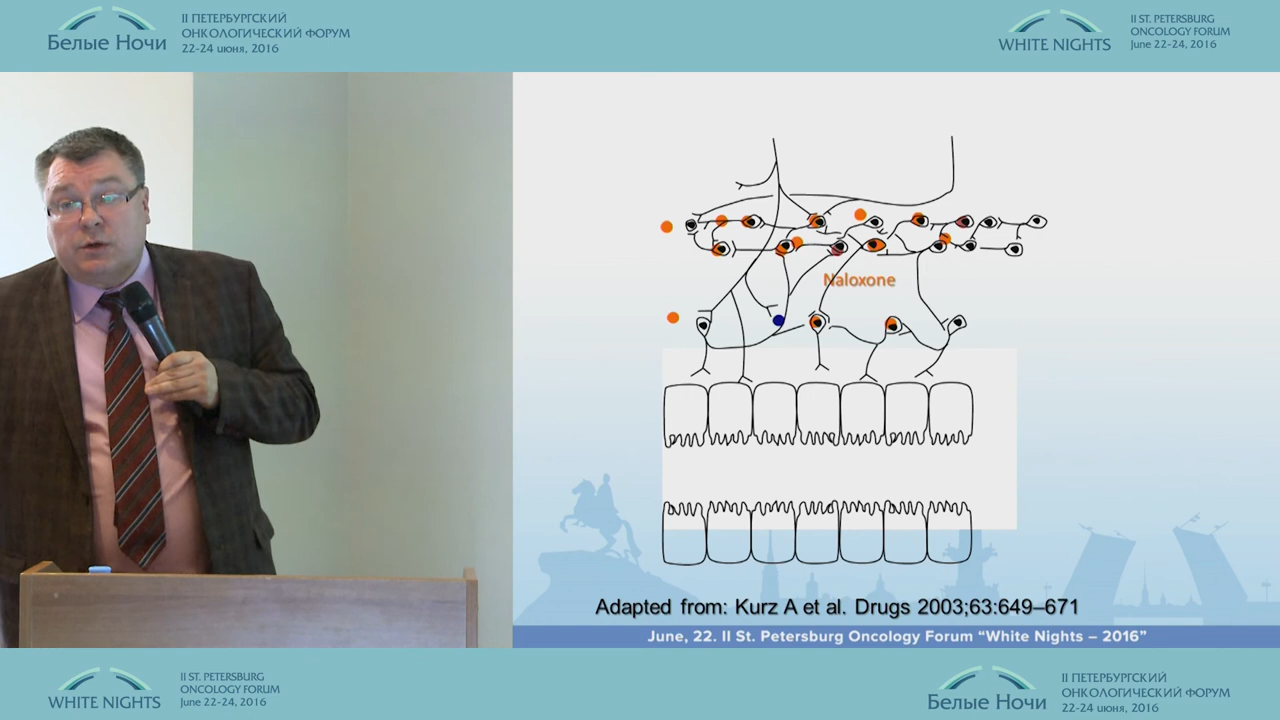 Белые Ночи
II ПЕТЕРБУРГСКИЙ
ОНКОЛОГИЧЕСКИЙ ФОРУМ
22-24 июня, 2016
WHITE NIGHTS
II ST. PETERSBURG
ONCOLOGY FORUM
June 22-24, 2016
Naloxone
Adapted from: Kurz A et al. Drugs 2003;63:649–671
June, 22. II St. Petersburg Oncology Forum “White Nights – 2016”
WHITE NIGHTS
II ST. PETERSBURG
ONCOLOGY FORUM
June 22-24, 2016
Белые Ночи
II ПЕТЕРБУРГСКИЙ
ОНКОЛОГИЧЕСКИЙ ФОРУМ
22-24 июня, 2016